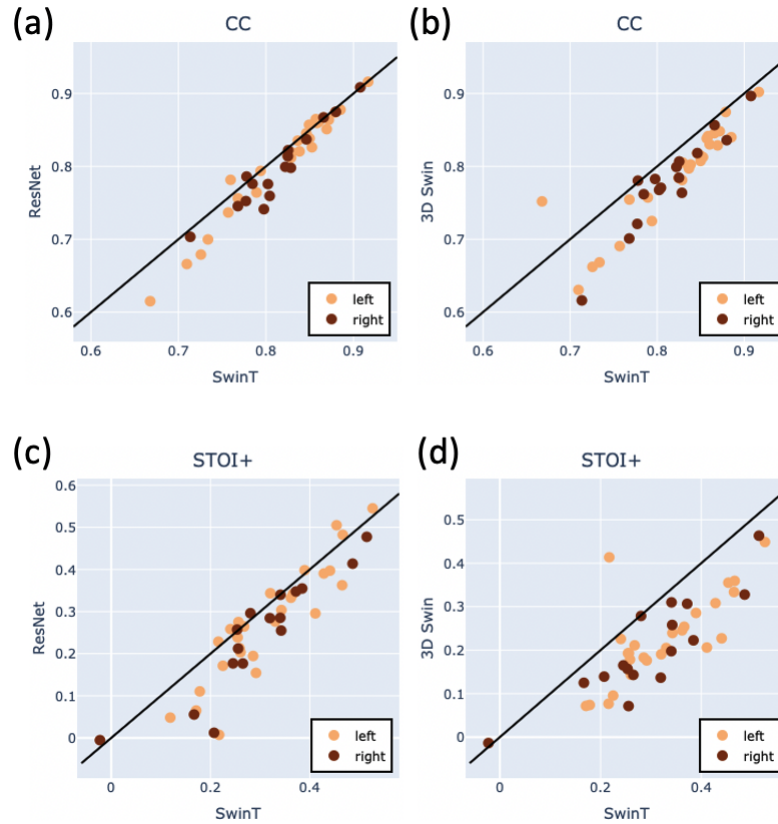 (a)
CC
ResNet
0.9
0.8
0.7
0.6
0.6 0.7 0.8 0.9
SwinT
left
right
(b)
CC
3D Swin
0.9
0.8
0.7
0.6
0.6 0.7 0.8 0.9
SwinT
left
right
(c)
STOI+
ResNet
0.6
0.5
0.4
0.3
0.2
0.1
0
0 0.2 0.4
SwinT
left
right
(d)
STOI+
3D Swin
0.5
0.4
0.3
0.2
0.1
0
0 0.2 0.4
SwinT
left
right